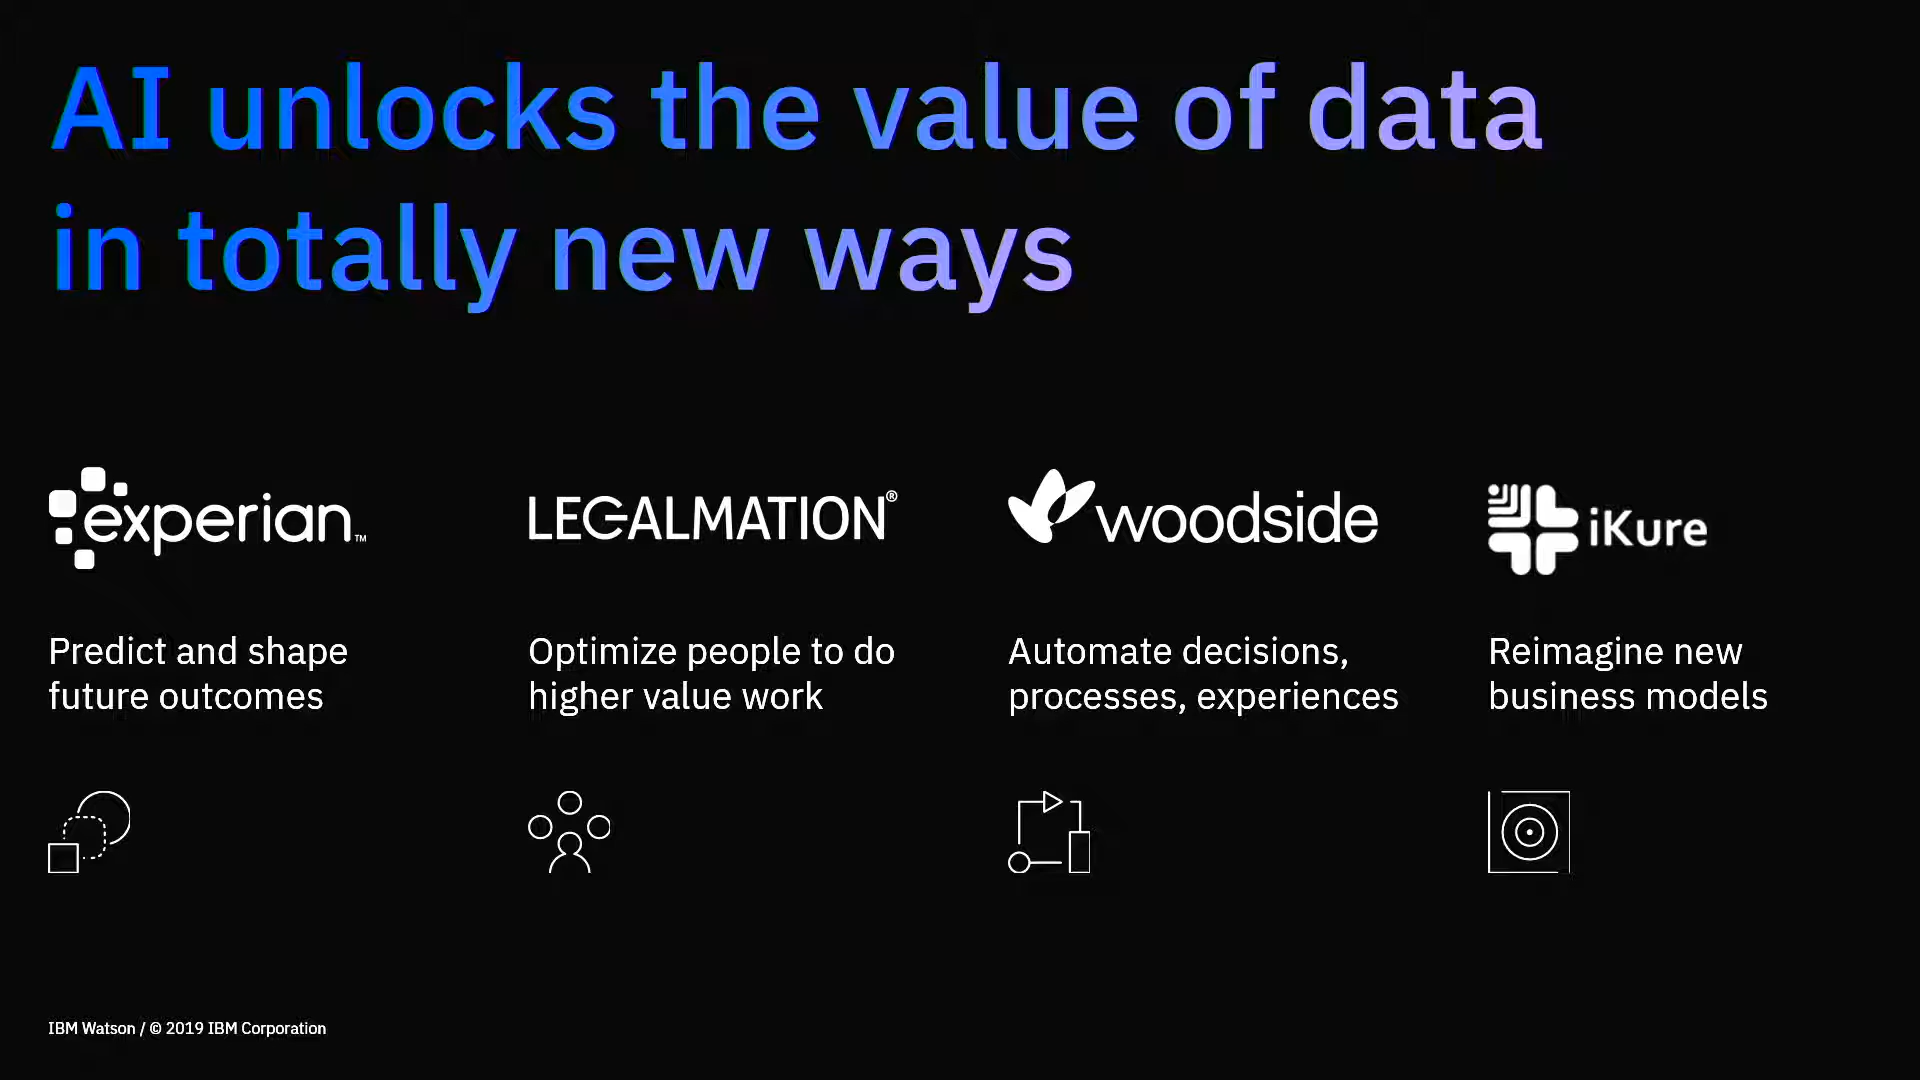 AI unlocks the value of data
in totally new ways
experian™
LEGALMATION®
woodside
iKure
Predict and shape
future outcomes
Optimize people to do
higher value work
Automate decisions,
processes, experiences
Reimagine new
business models
IBM Watson / © 2019 IBM Corporation